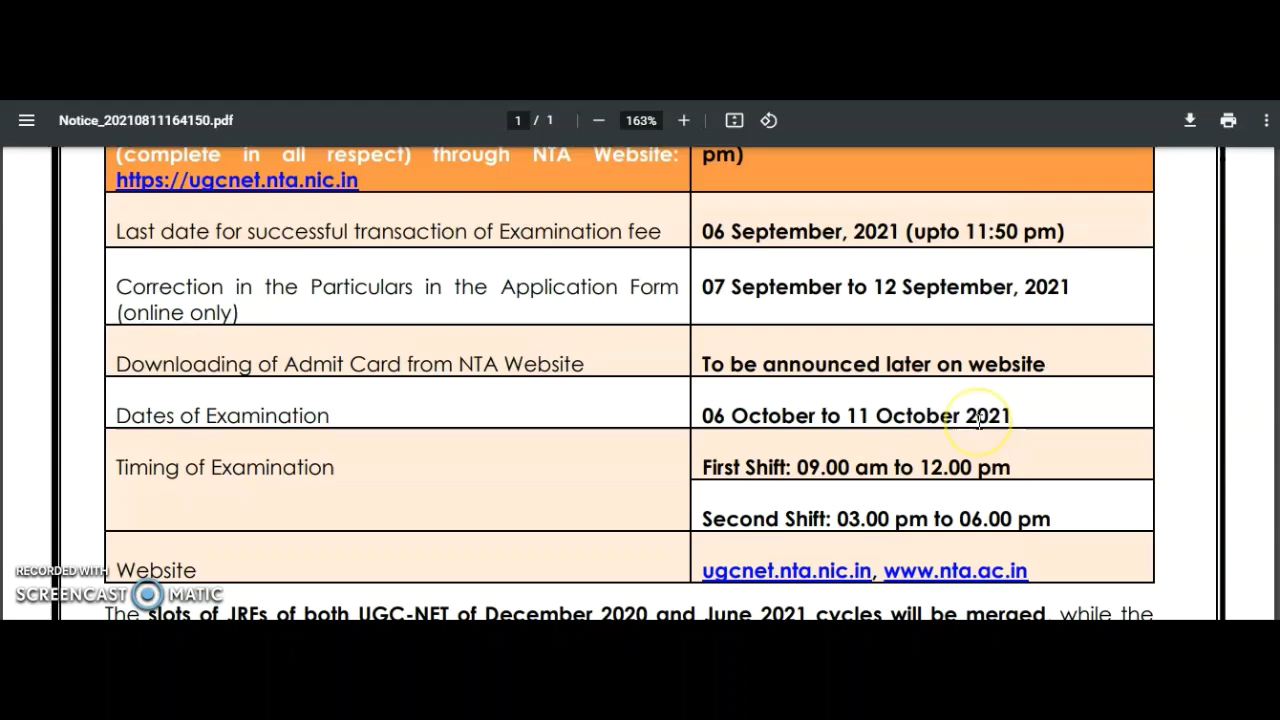 Notice_20210811164150.pdf
1 / 1
163%
(complete in all respect) through NTA Website: pm)
https://ugcnet.nta.nic.in
Last date for successful transaction of Examination fee 06 September, 2021 (upto 11:50 pm)
Correction in the Particulars in the Application Form 07 September to 12 September, 2021
(online only)
Downloading of Admit Card from NTA Website To be announced later on website
Dates of Examination 06 October to 11 October 2021
Timing of Examination First Shift: 09.00 am to 12.00 pm
Second Shift: 03.00 pm to 06.00 pm
RECORDED WITH
SCREENCAST MATIC
Website ugcnet.nta.nic.in, www.nta.ac.in
The slots of JRFs of both UGC-NET of December 2020 and June 2021 cycles will be merged, while the